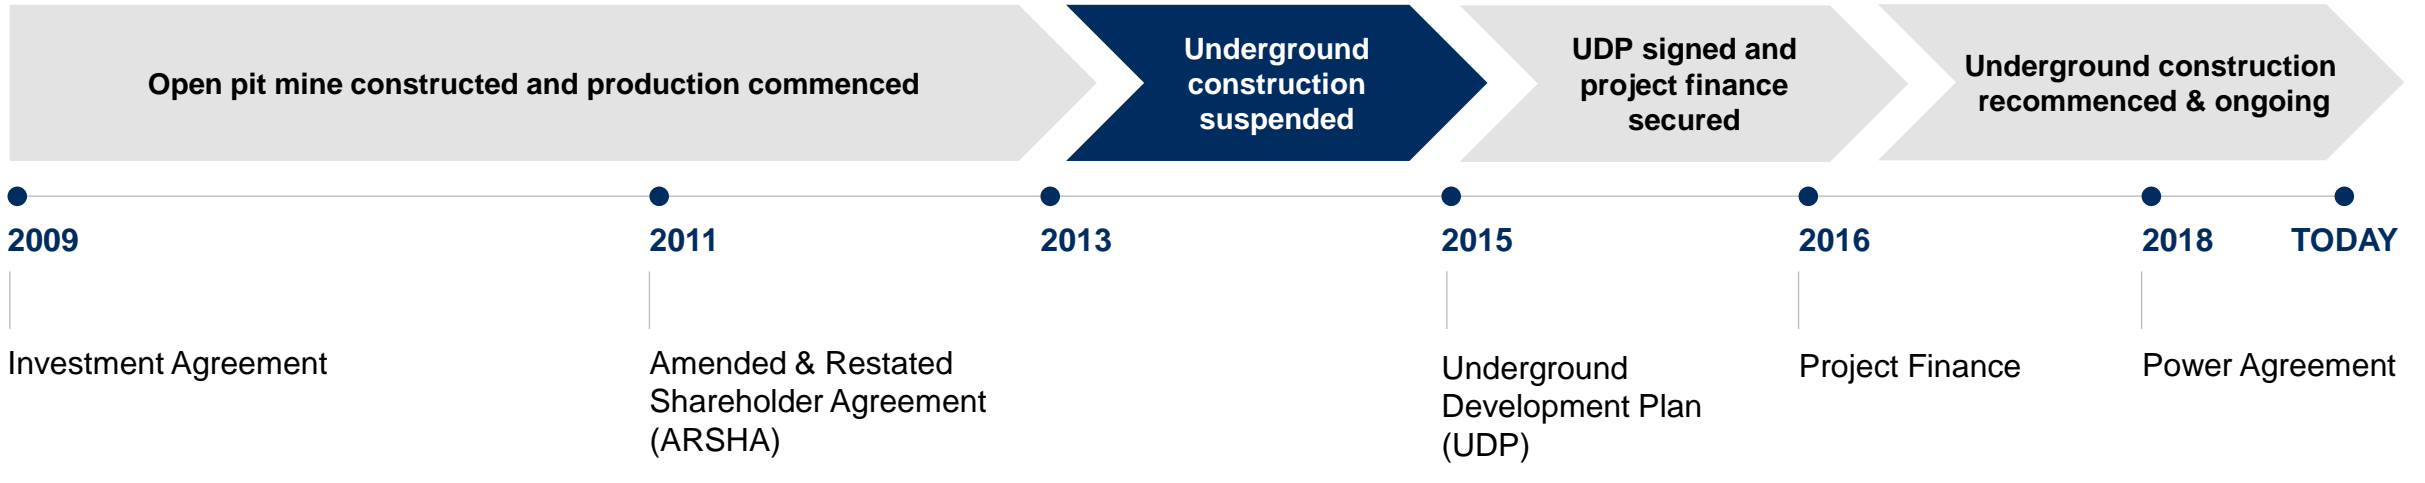 Open pit mine constructed and production commenced
Underground
construction
suspended
UDP signed and
project finance
secured
Underground construction
recommenced & ongoing
2009
2011
2013
2015
2016
2018
TODAY
Investment Agreement
Amended & Restated
Shareholder Agreement
(ARSHA)
Underground
Development Plan
(UDP)
Project Finance
Power Agreement